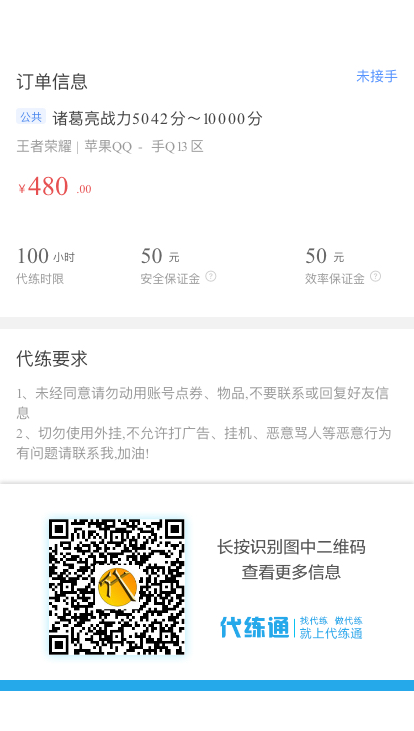 订单信息
未接手
公共 诸葛亮战力5042分～10000分
王者荣耀 | 苹果QQ - 手Q13区
￥480 .00
100 小时
50 元
50 元
代练时限
安全保证金 ?
效率保证金 ?
代练要求
1、未经同意请勿动用账号点券、物品,不要联系或回复好友信
息
2、切勿使用外挂,不允许打广告、挂机、恶意骂人等恶意行为
有问题请联系我,加油!
代
长按识别图中二维码
查看更多信息
代练通
找代练 做代练
就上代练通